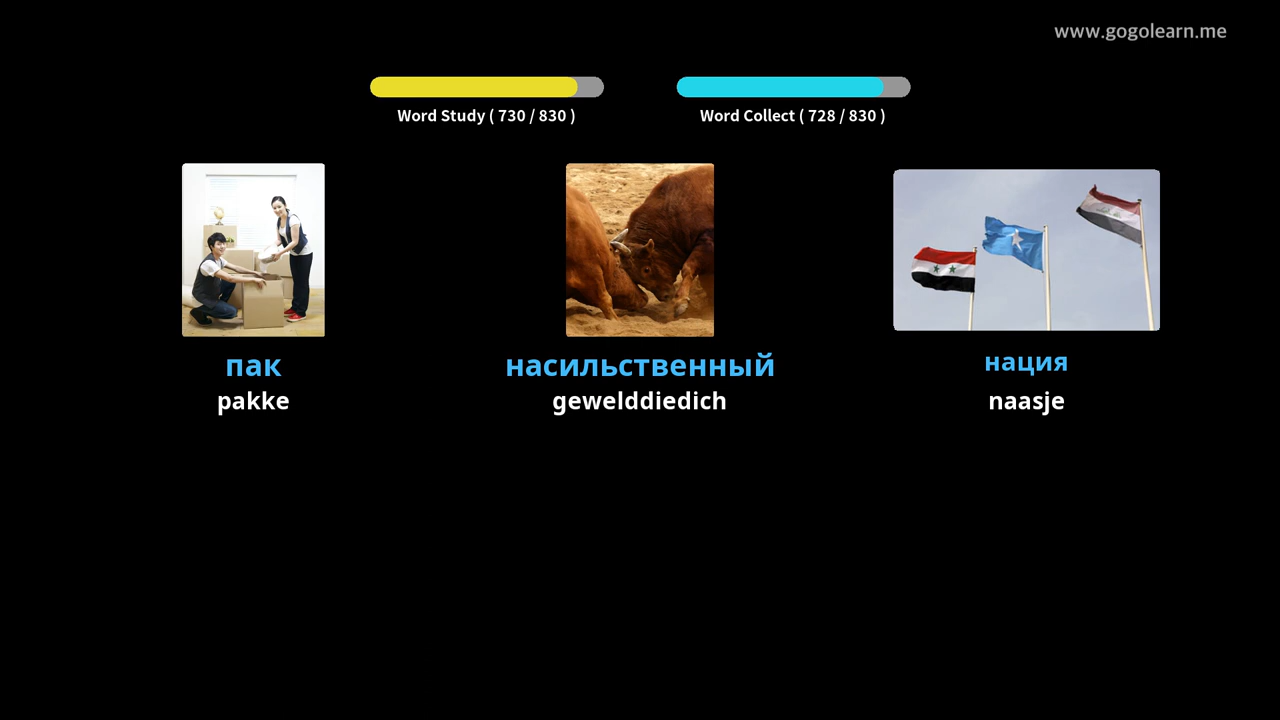 www.gogolearn.me
Word Study ( 730 / 830 )
Word Collect ( 728 / 830 )
пак
насильственный
нация
pakke
gewelddiedich
naasje